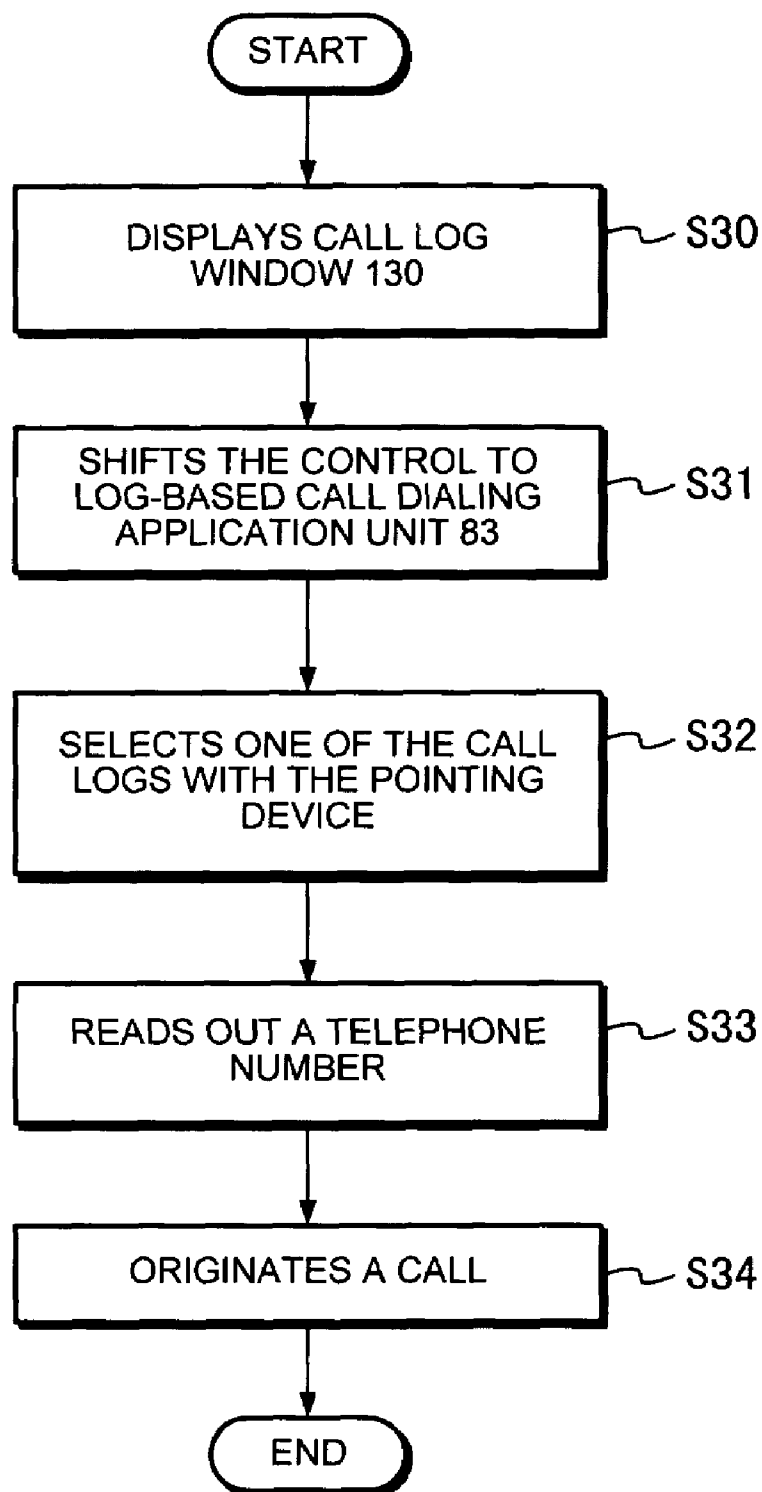 START
DISPLAYS CALL LOG
WINDOW 130
S30
SHIFTS THE CONTROL TO
LOG-BASED CALL DIALING
APPLICATION UNIT 83
S31
SELECTS ONE OF THE CALL
LOGS WITH THE POINTING
DEVICE
S32
READS OUT A TELEPHONE
NUMBER
S33
ORIGINATES A CALL
S34
END